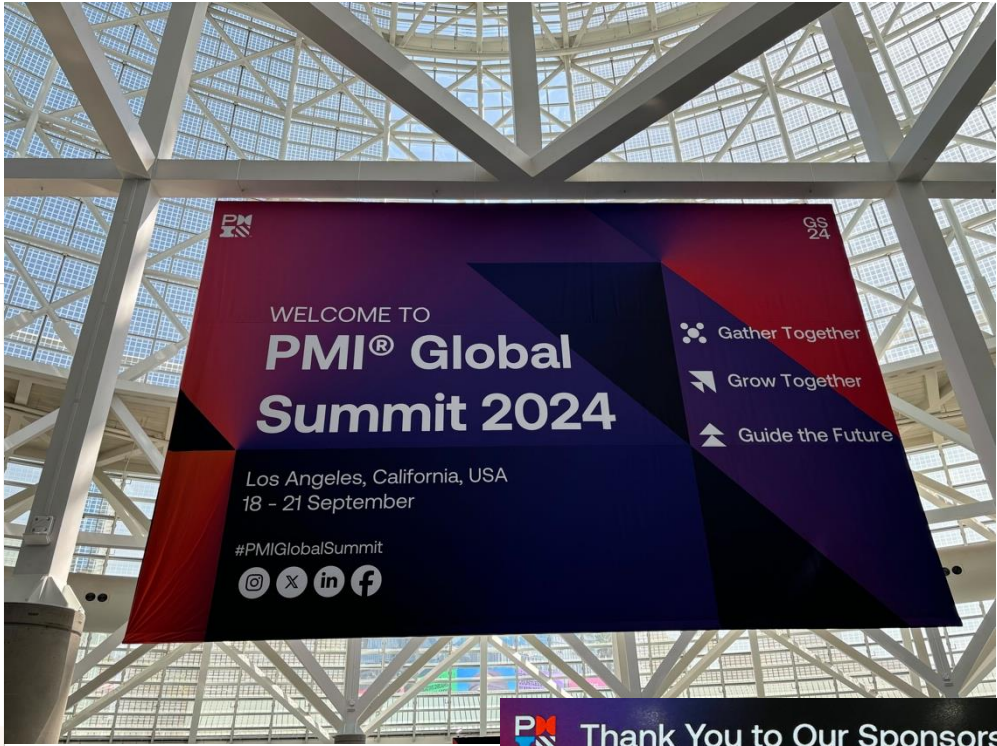 PMI
GS
24
WELCOME TO
PMI® Global
Summit 2024
Gather Together
Grow Together
Guide the Future
Los Angeles, California, USA
18 - 21 September
#PMIGlobalSummit
Thank You to Our Sponsors